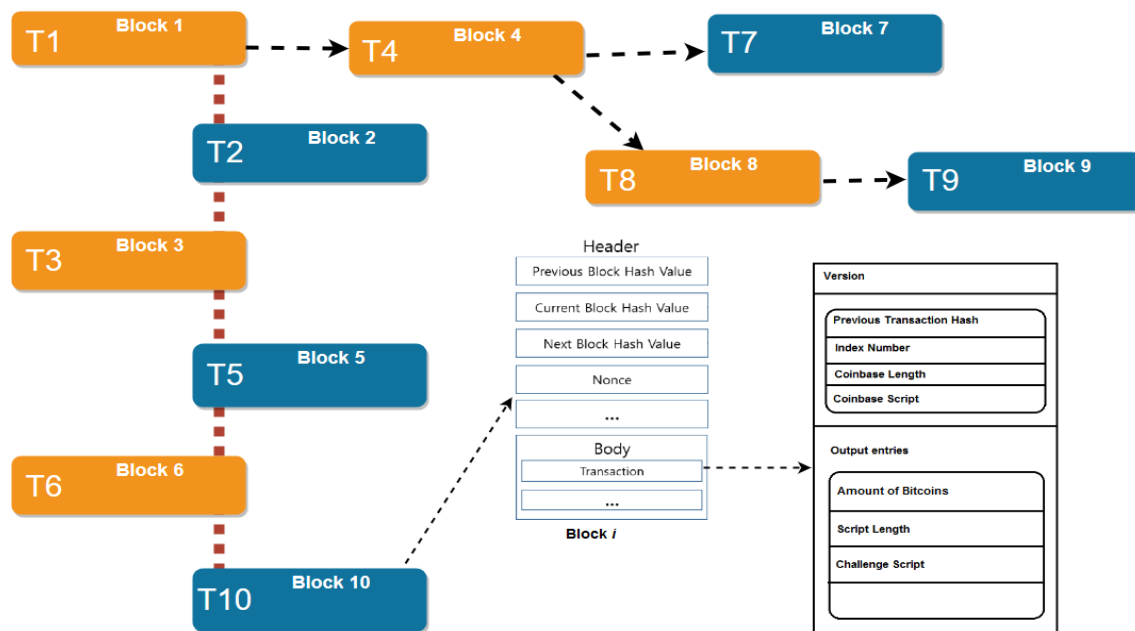 T1 Block 1
T4 Block 4
T7 Block 7
T2 Block 2
T8 Block 8
T9 Block 9
T3 Block 3
T5 Block 5
T6 Block 6
T10 Block 10
Header
Previous Block Hash Value
Current Block Hash Value
Next Block Hash Value
Nonce
...
Body
Transaction
...
Block i
Version
Previous Transaction Hash
Index Number
Coinbase Length
Coinbase Script
Output entries
Amount of Bitcoins
Script Length
Challenge Script